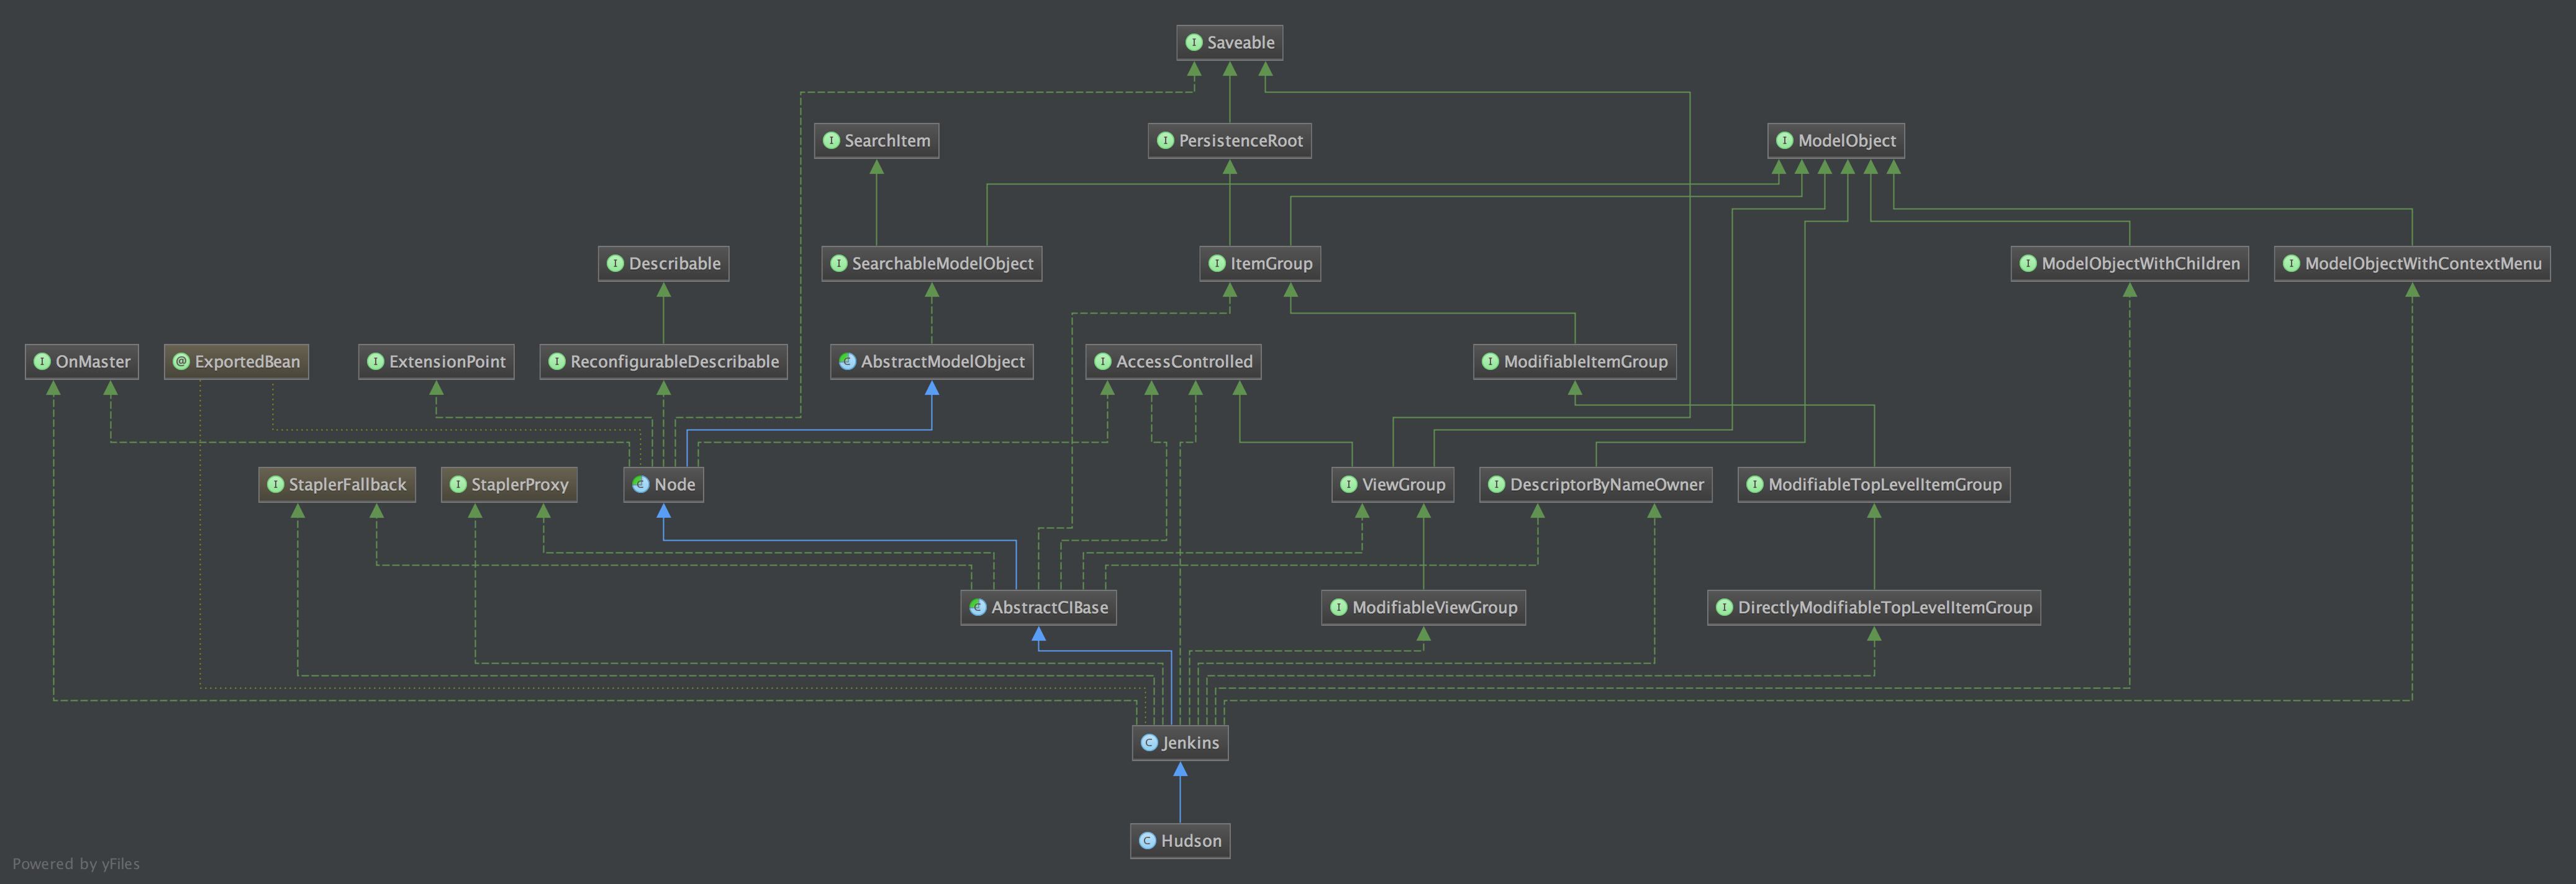 Saveable
SearchItem
PersistenceRoot
ModelObject
Describable
SearchableModelObject
ItemGroup
ModelObjectWithChildren
ModelObjectWithContextMenu
OnMaster
@ ExportedBean
ExtensionPoint
ReconfigurableDescribable
AbstractModelObject
AccessControlled
ModifiableItemGroup
StaplerFallback
StaplerProxy
Node
ViewGroup
DescriptorByNameOwner
ModifiableTopLevelItemGroup
AbstractCIBase
ModifiableViewGroup
DirectlyModifiableTopLevelItemGroup
Jenkins
Hudson
Powered by yFiles